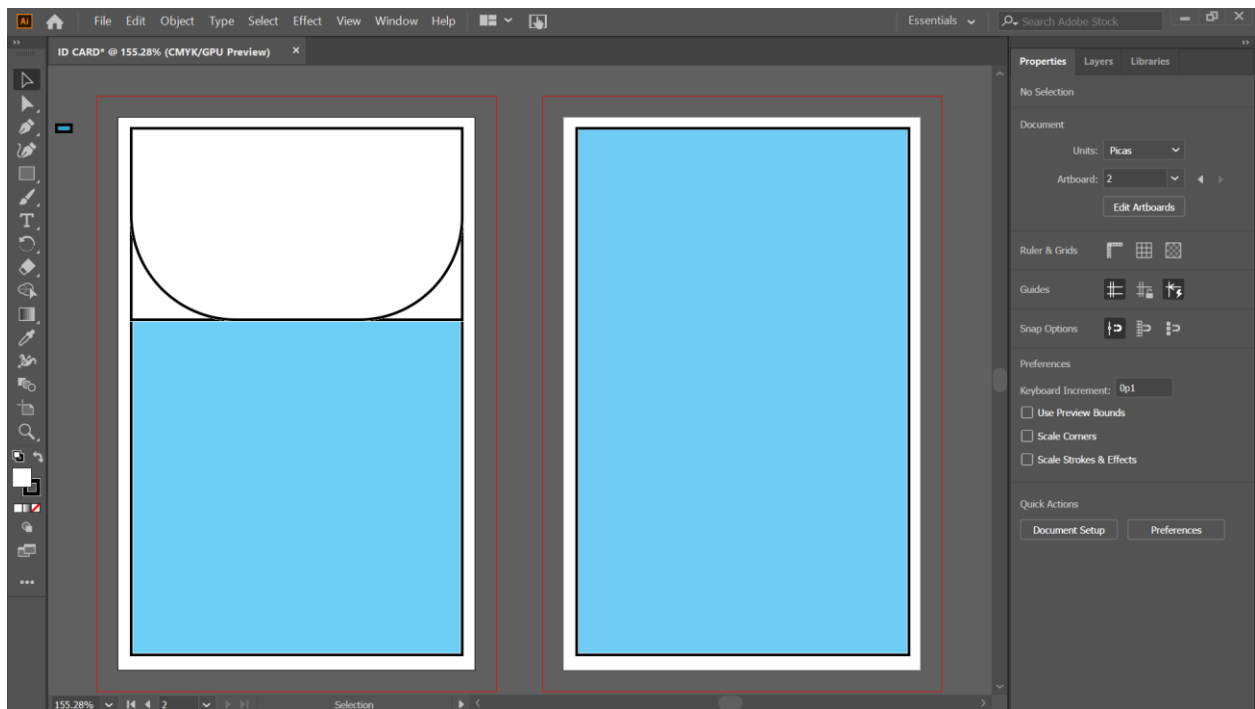 Ai File Edit Object Type Select Effect View Window Help Essentials Search Adobe Stock
ID CARD* @ 155.28% (CMYK/GPU Preview) ×
Properties Layers Libraries
No Selection
Document
Units: Picas
Artboard: 2
Edit Artboards
Ruler & Grids
Guides
Snap Options
Preferences
Keyboard Increment: 0p1
Use Preview Bounds
Scale Corners
Scale Strokes & Effects
Quick Actions
Document Setup Preferences
155.28% 2 Selection